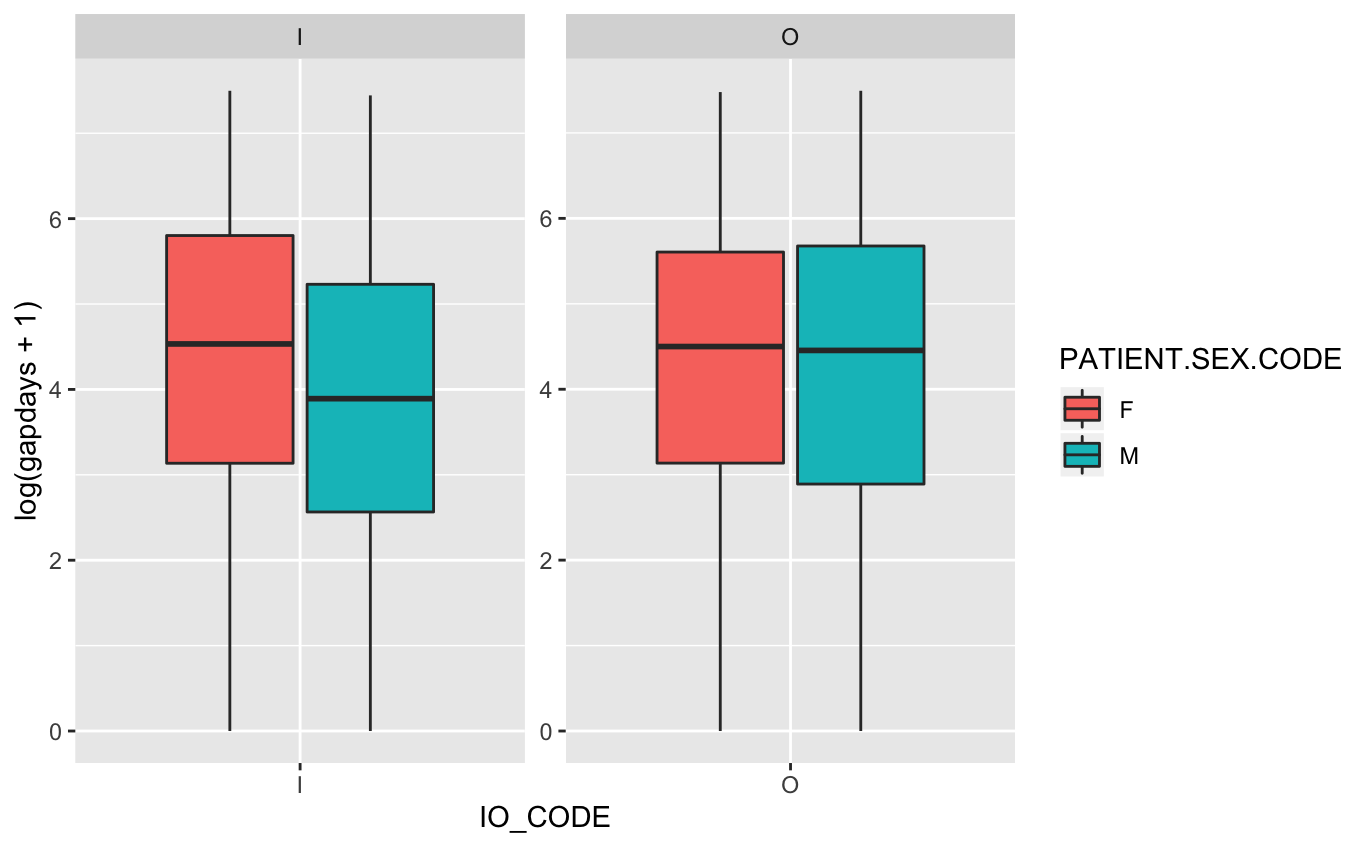 I
O
log(gapdays + 1)
6
4
2
0
6
4
2
0
I
O
IO_CODE
PATIENT.SEX.CODE
F
M